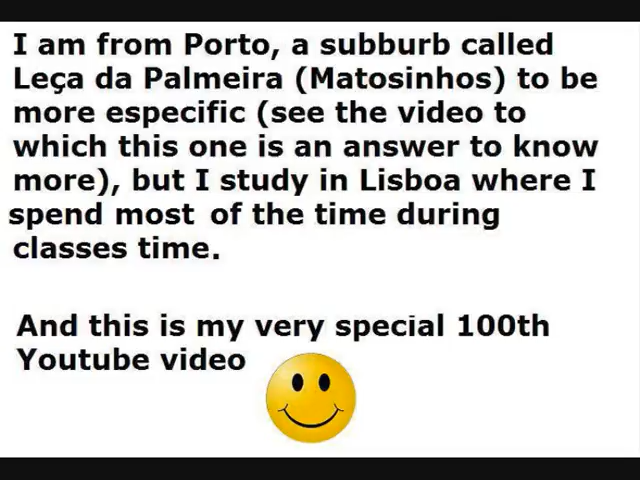 I am from Porto, a subburb called
Leça da Palmeira (Matosinhos) to be
more especific (see the video to
which this one is an answer to know
more), but I study in Lisboa where I
spend most of the time during
classes time.
And this is my very special 100th
Youtube video